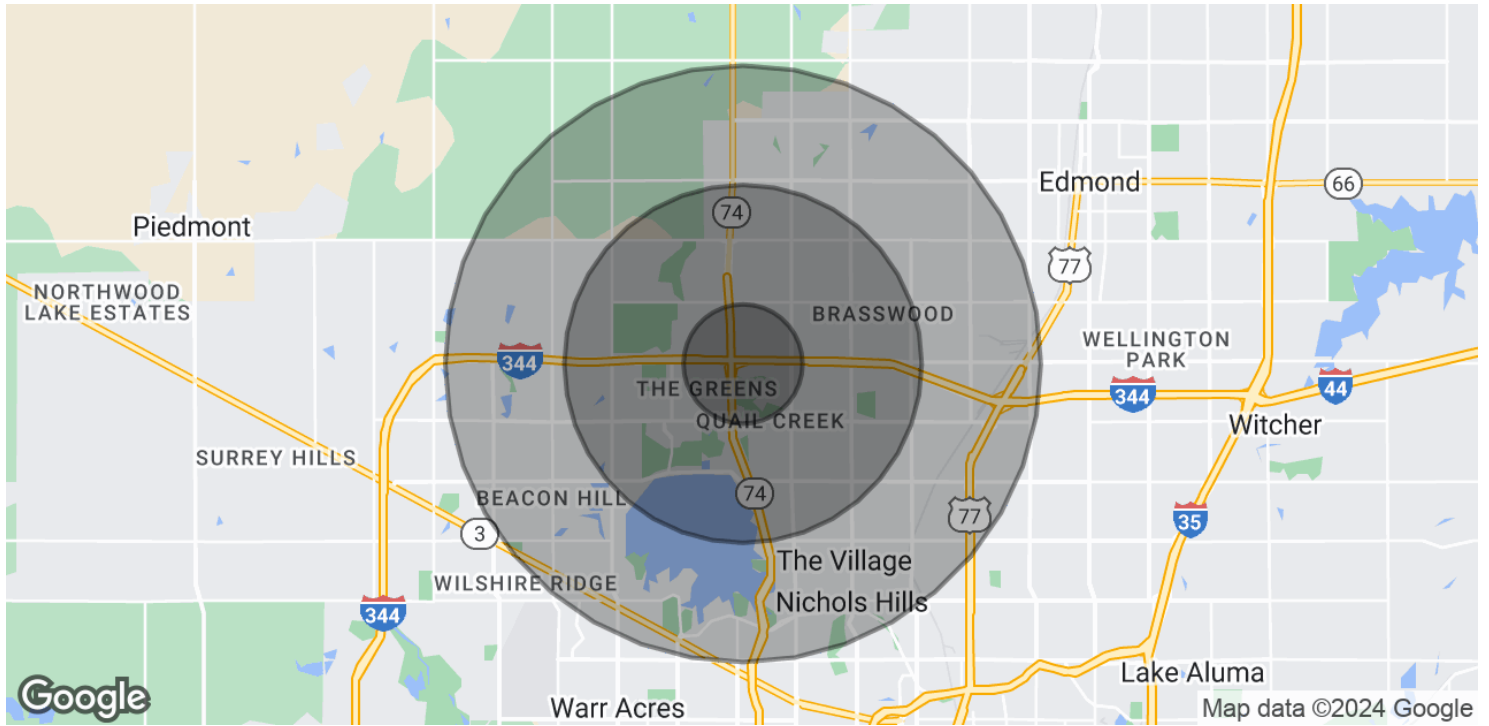 Edmond
66
74
Piedmont
77
NORTHWOOD
LAKE ESTATES
BRASSWOOD
WELLINGTON
PARK
344
THE GREENS
344
44
QUAIL CREEK
Witcher
SURREY HILLS
BEACON HILL
74
77
35
3
The Village
WILSHIRE RIDGE
Nichols Hills
344
Lake Aluma
Google
Warr Acres
Map data ©2024 Google